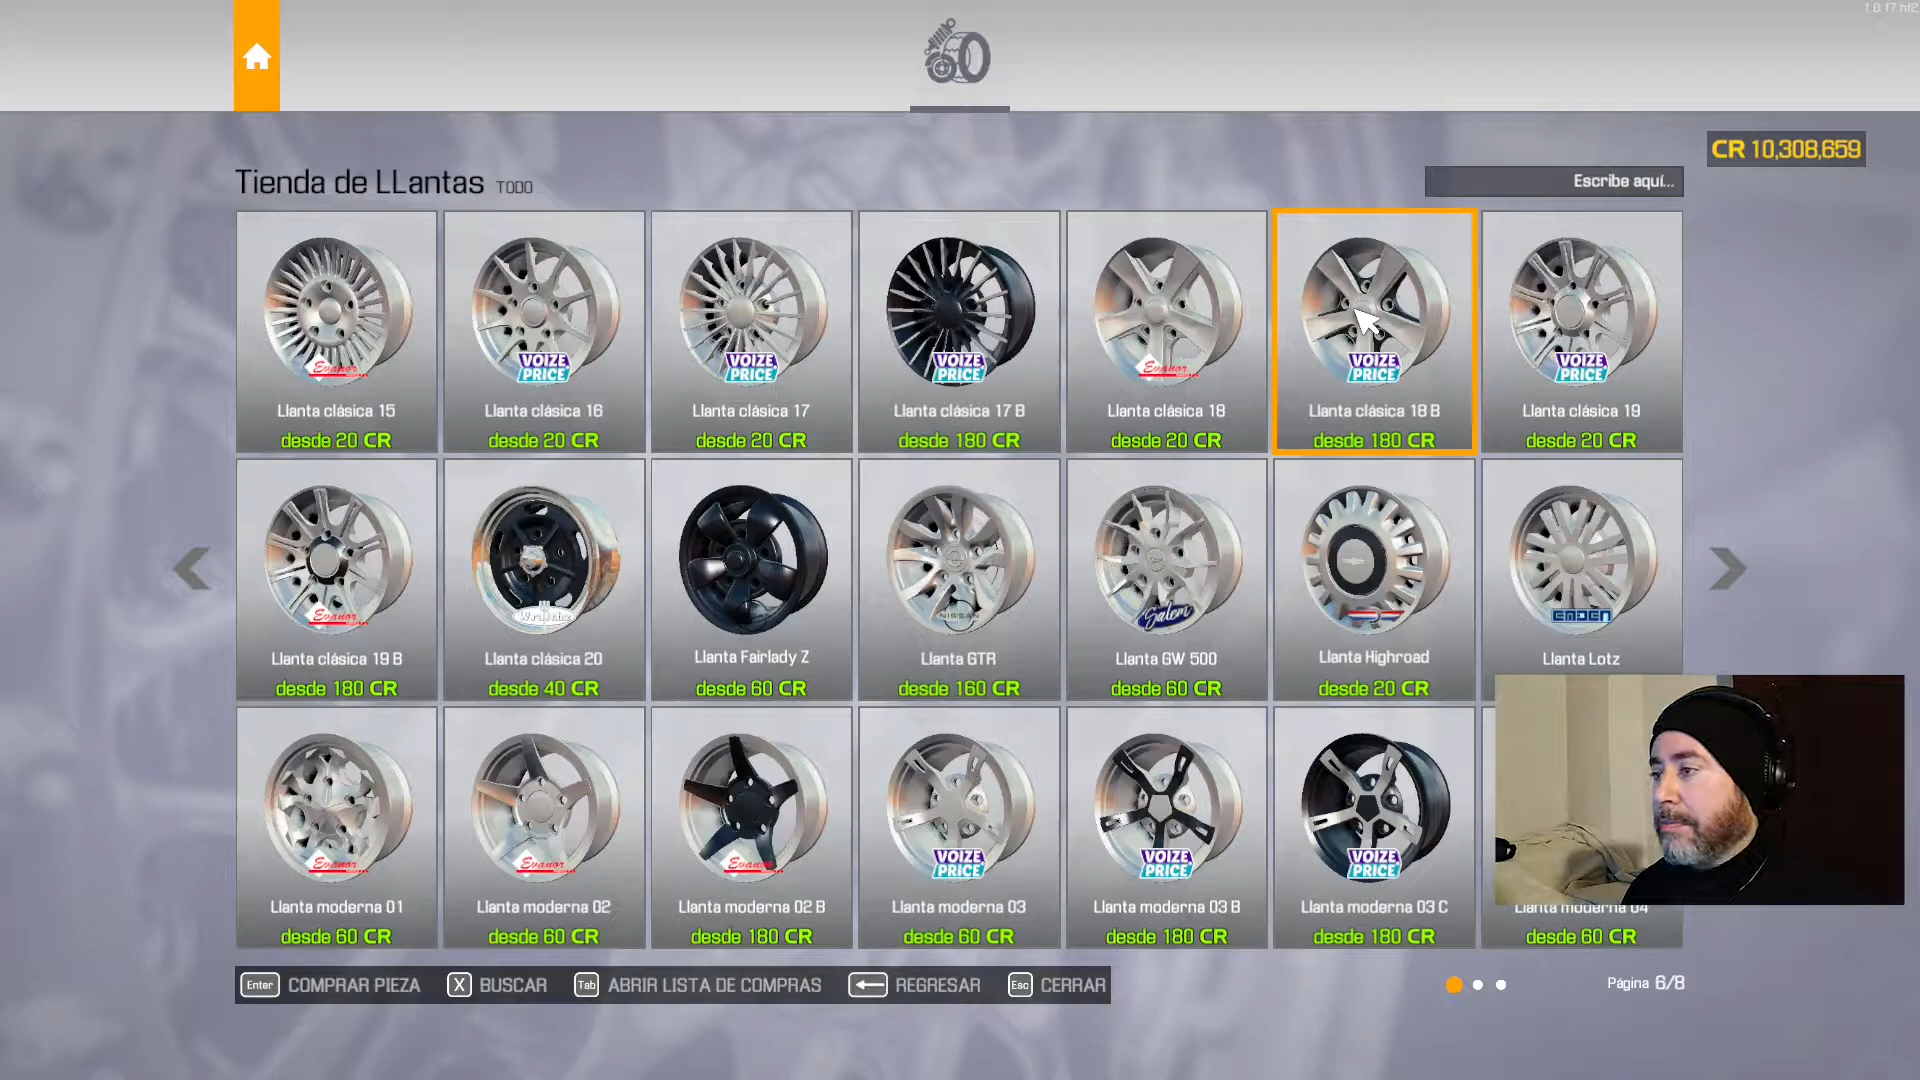 1.0.17.hf2
CR 10,308,659
Tienda de LLantas TODO
Escribe aquí...
Evanor
VOIZE PRICE
VOIZE PRICE
VOIZE PRICE
Evanor
VOIZE PRICE
VOIZE PRICE
Llanta clásica 15
Llanta clásica 16
Llanta clásica 17
Llanta clásica 17 B
Llanta clásica 18
Llanta clásica 18 B
Llanta clásica 19
desde 20 CR
desde 20 CR
desde 20 CR
desde 180 CR
desde 20 CR
desde 180 CR
desde 20 CR
Evanor
NISSAN
Salem
EMDEN
Llanta clásica 19 B
Llanta clásica 20
Llanta Fairlady Z
Llanta GTR
Llanta GW 500
Llanta Highroad
Llanta Lotz
desde 180 CR
desde 40 CR
desde 60 CR
desde 160 CR
desde 60 CR
desde 20 CR
Evanor
Evanor
Evanor
VOIZE PRICE
VOIZE PRICE
VOIZE PRICE
Llanta moderna 01
Llanta moderna 02
Llanta moderna 02 B
Llanta moderna 03
Llanta moderna 03 B
Llanta moderna 03 C
Llanta moderna 04
desde 60 CR
desde 60 CR
desde 180 CR
desde 60 CR
desde 180 CR
desde 180 CR
desde 60 CR
Enter COMPRAR PIEZA X BUSCAR Tab ABRIR LISTA DE COMPRAS REGRESAR Esc CERRAR
Página 6/8